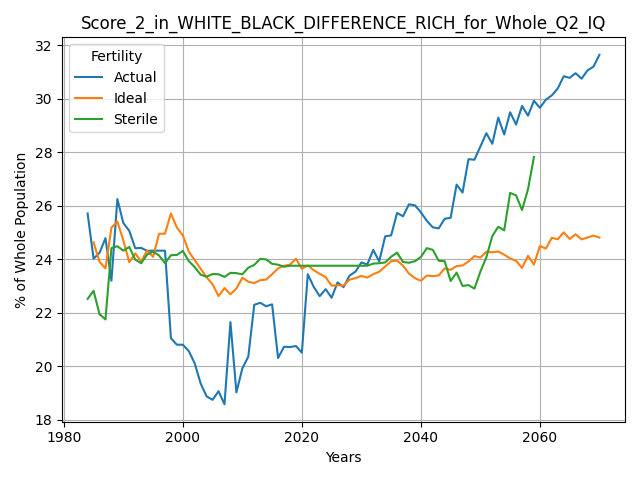 Score_2_in_WHITE_BLACK_DIFFERENCE_RICH_for_Whole_Q2_IQ
Fertility
Actual
Ideal
Sterile
% of Whole Population
32
30
28
26
24
22
20
18
1980
2000
2020
2040
2060
Years